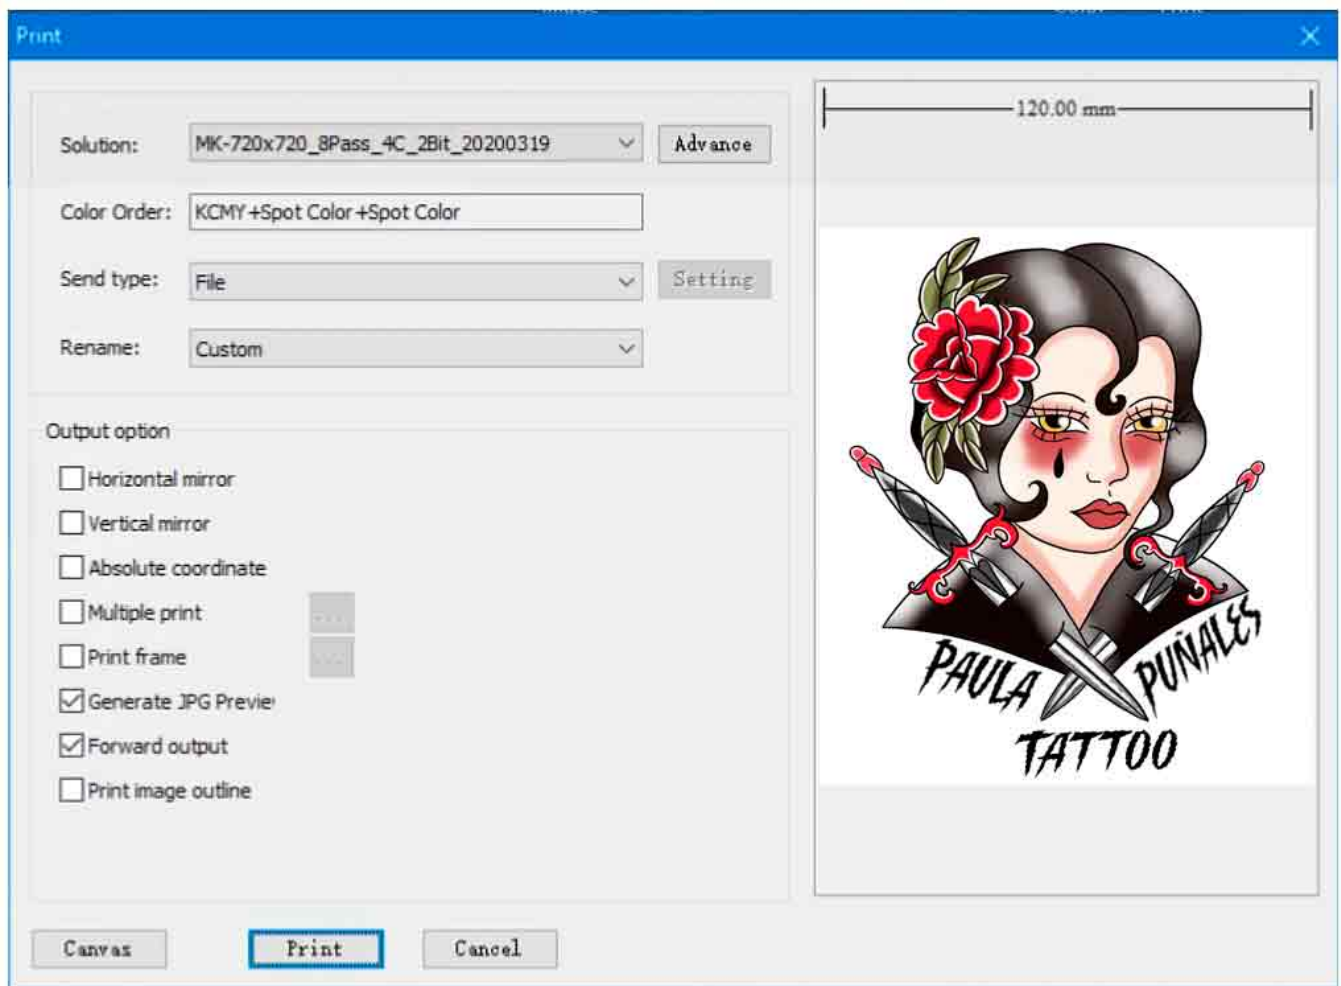 Print
Solution:
MK-720x720_8Pass_4C_2Bit_20200319
Advance
Color Order:
KCMY+Spot Color+Spot Color
Send type:
File
Setting
Rename:
Custom
Output option
Horizontal mirror
Vertical mirror
Absolute coordinate
Multiple print
...
Print frame
...
Generate JPG Previe
Forward output
Print image outline
Canvas
Print
Cancel
120.00 mm
PAULA PUÑALES
TATTOO